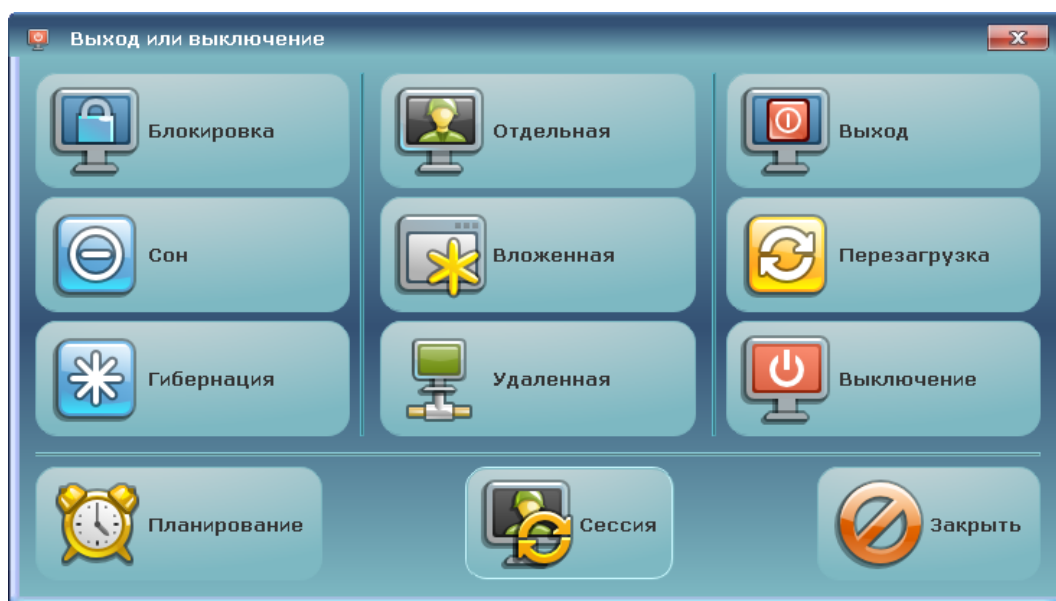 Выход или выключение
Блокировка
Отдельная
Выход
Сон
Вложенная
Перезагрузка
Гибернация
Удаленная
Выключение
Планирование
Сессия
Закрыть